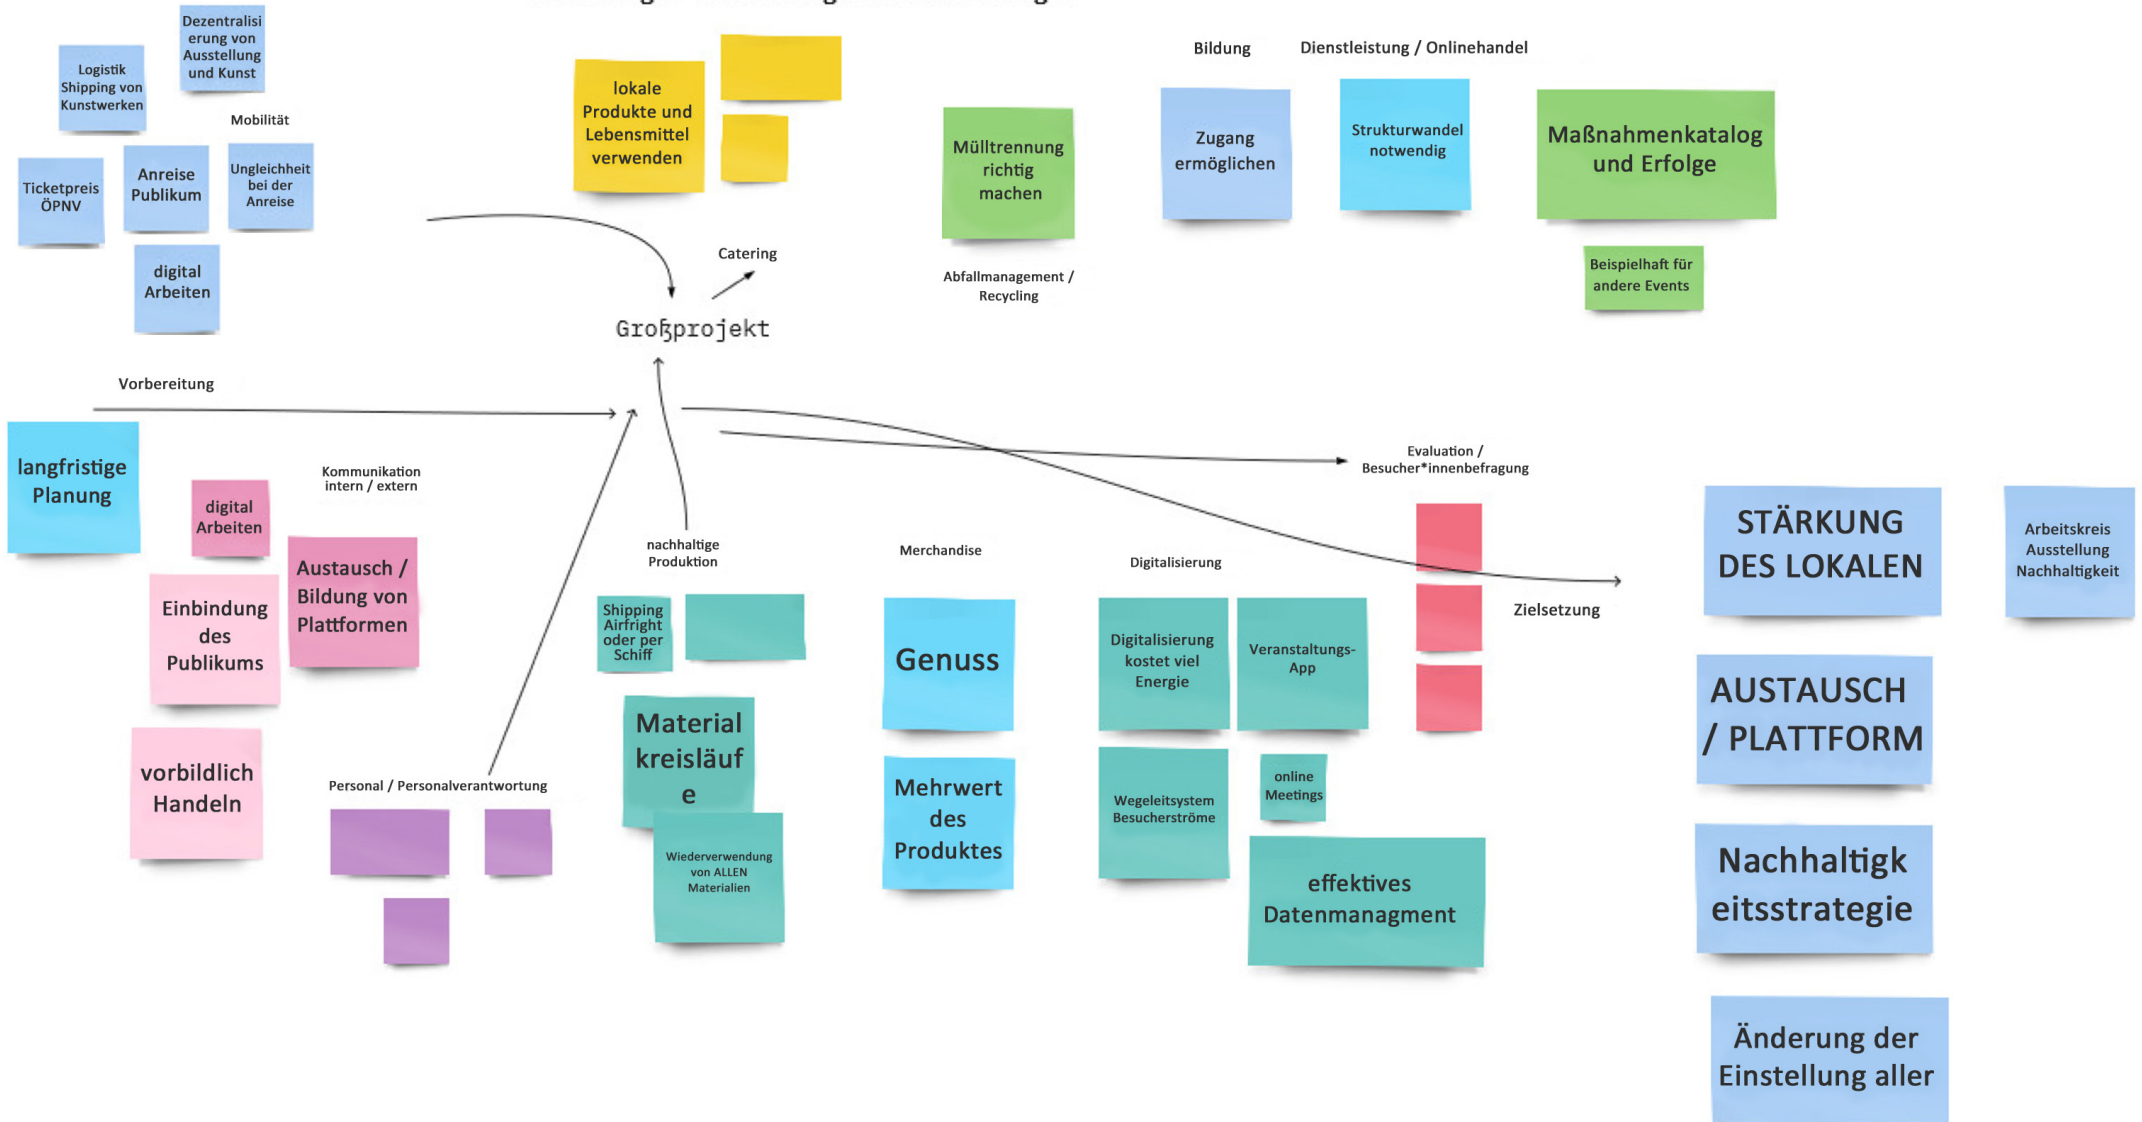 Dezentralisi
erung von
Ausstellung
und Kunst
Logistik
Shipping von
Kunstwerken
Mobilität
Ticketpreis
ÖPNV
Anreise
Publikum
Ungleichheit
bei der
Anreise
digital
Arbeiten
lokale
Produkte und
Lebensmittel
verwenden
Catering
Großprojekt
Mülltrennung
richtig
machen
Abfallmanagement /
Recycling
Bildung
Zugang
ermöglichen
Dienstleistung / Onlinehandel
Strukturwandel
notwendig
Maßnahmenkatalog
und Erfolge
Beispielhaft für
andere Events
Vorbereitung
langfristige
Planung
Kommunikation
intern / extern
digital
Arbeiten
Austausch /
Bildung von
Plattformen
Einbindung
des
Publikums
vorbildlich
Handeln
Personal / Personalverantwortung
nachhaltige
Produktion
Shipping
Airfright
oder per
Schiff
Material
kreisläuf
e
Wiederverwendung
von ALLEN
Materialien
Merchandise
Genuss
Mehrwert
des
Produktes
Digitalisierung
Digitalisierung
kostet viel
Energie
Veranstaltungs-
App
Wegeleitsystem
Besucherströme
online
Meetings
effektives
Datenmanagment
Evaluation /
Besucher*innenbefragung
Zielsetzung
STÄRKUNG
DES LOKALEN
Arbeitskreis
Ausstellung
Nachhaltigkeit
AUSTAUSCH
/ PLATTFORM
Nachhaltigk
eitsstrategie
Änderung der
Einstellung aller